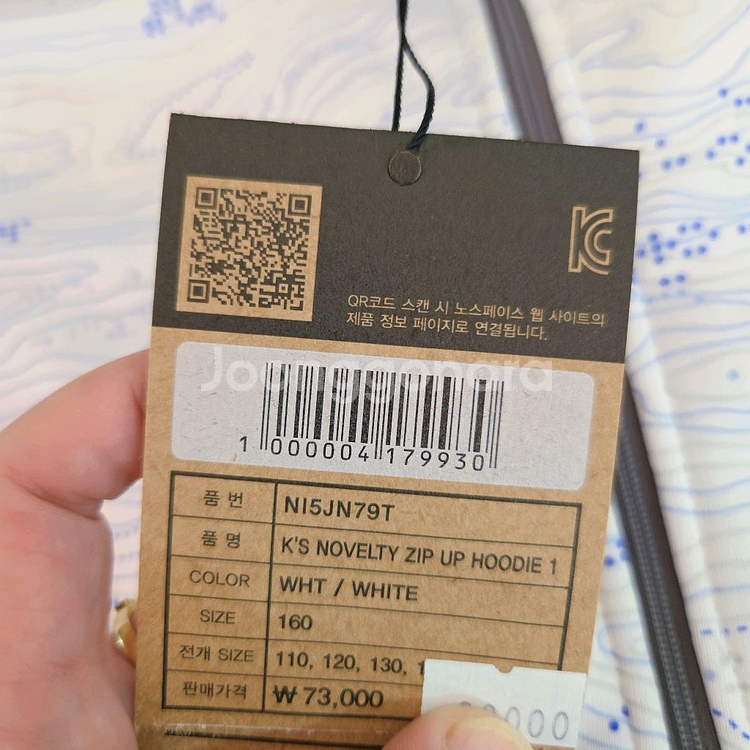 KC
QR코드 스캔 시 노스페이스 웹 사이트의
제품 정보 페이지로 연결됩니다.
Joonggonara
1 000004 179930
품 번 NI5JN79T
품 명 K'S NOVELTY ZIP UP HOODIE 1
COLOR WHT / WHITE
SIZE 160
전개 SIZE 110, 120, 130,
판매가격 ₩ 73,000